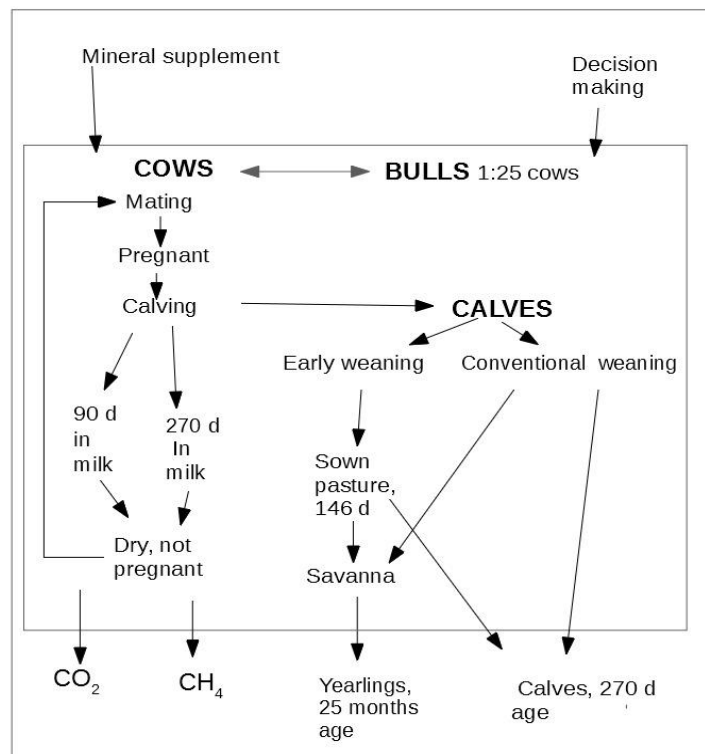 Mineral supplement
Decision
making
COWS
BULLS 1:25 cows
Mating
Pregnant
Calving
CALVES
Early weaning
Conventional weaning
90 d
in
milk
270 d
In
milk
Sown
pasture,
146 d
Dry, not
pregnant
Savanna
CO₂
CH₄
Yearlings,
25 months
age
Calves, 270 d
age